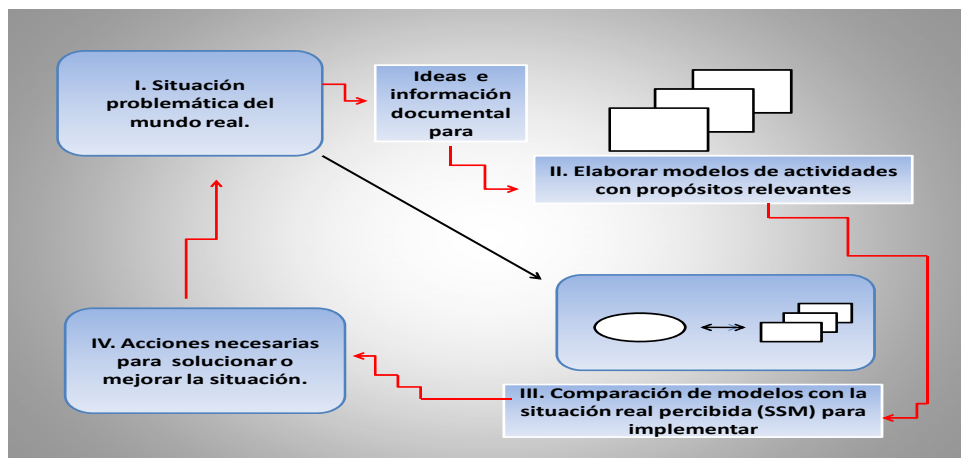 I. Situación
problemática del
mundo real.
Ideas e
información
documental
para
II. Elaborar modelos de actividades
con propósitos relevantes
III. Comparación de modelos con la
situación real percibida (SSM) para
implementar
IV. Acciones necesarias
para solucionar o
mejorar la situación.